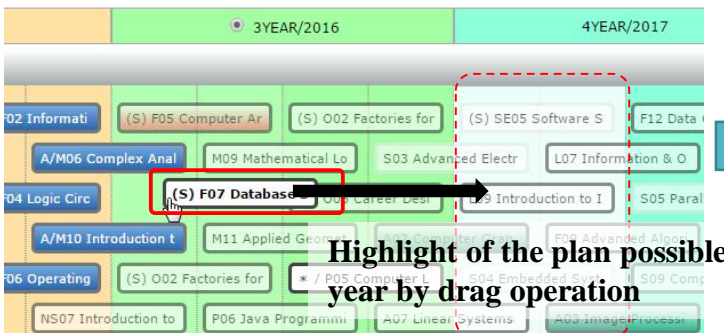 3YEAR/2016 4YEAR/2017
F02 Informati (S) F05 Computer Ar (S) O02 Factories for (S) SE05 Software S F12 Data
A/M06 Complex Anal M09 Mathematical Lo S03 Advanced Electr L07 Information & O
F04 Logic Circ (S) F07 Database Career Desi L09 Introduction to I S05 Paral
A/M10 Introduction t M11 Applied Geomet A02 Computer Grap F09 Advanced Algori
Highlight of the plan possible
F06 Operating (S) O02 Factories for * / P05 Computer L S04 Embedded Syst S09 Comp
year by drag operation
NS07 Introduction to P06 Java Programmi A07 Linear Systems A03 Image Processi